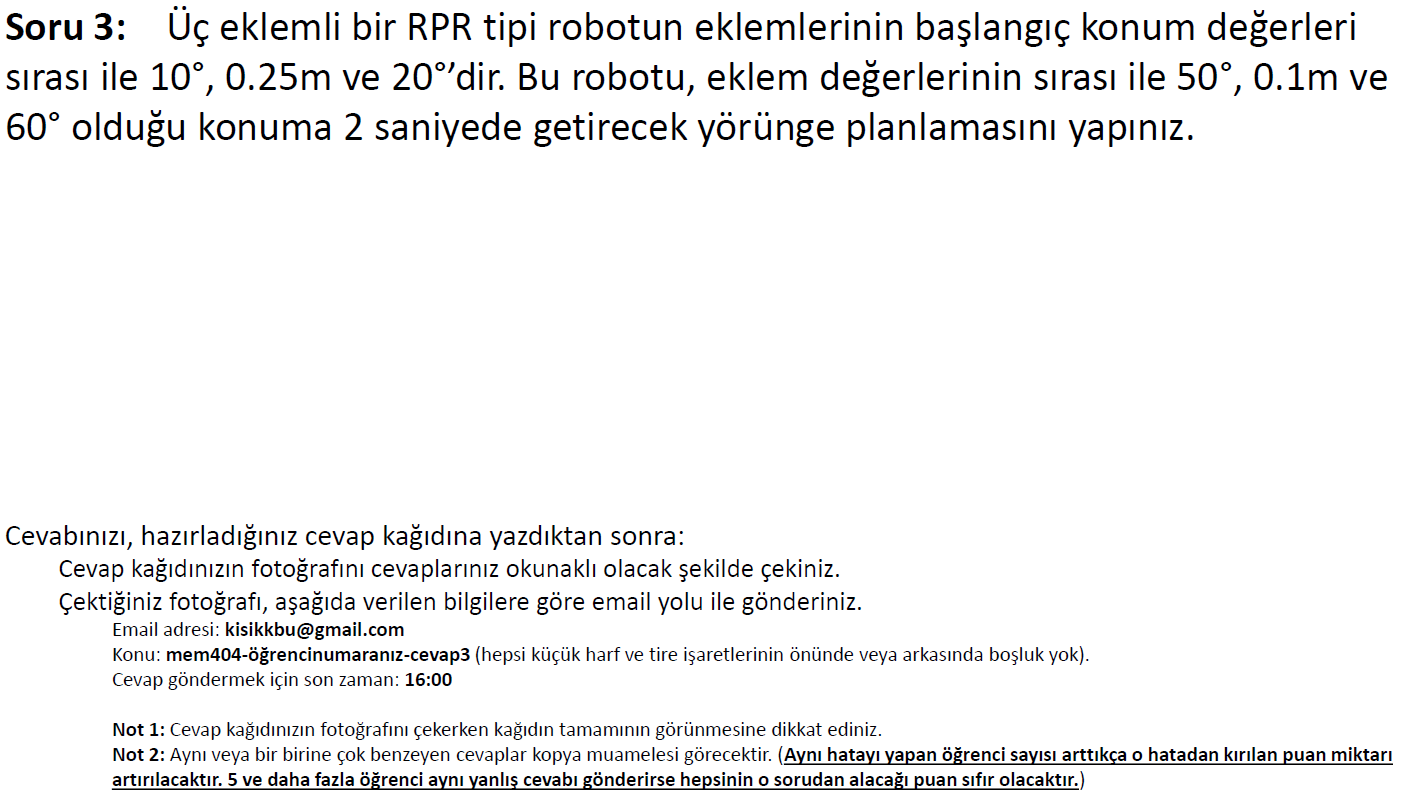 Soru 3: Üç eklemli bir RPR tipi robotun eklemlerinin başlangıç konum değerleri
sırası ile 10°, 0.25m ve 20°’dir. Bu robotu, eklem değerlerinin sırası ile 50°, 0.1m ve
60° olduğu konuma 2 saniyede getirecek yörünge planlamasını yapınız.
Cevabınızı, hazırladığınız cevap kağıdına yazdıktan sonra:
Cevap kağıdınızın fotoğrafını cevaplarınız okunaklı olacak şekilde çekiniz.
Çektiğiniz fotoğrafı, aşağıda verilen bilgilere göre email yolu ile gönderiniz.
Email adresi: kisikkbu@gmail.com
Konu: mem404-öğrencinumaranız-cevap3 (hepsi küçük harf ve tire işaretlerinin önünde veya arkasında boşluk yok).
Cevap göndermek için son zaman: 16:00
Not 1: Cevap kağıdınızın fotoğrafını çekerken kağıdın tamamının görünmesine dikkat ediniz.
Not 2: Aynı veya bir birine çok benzeyen cevaplar kopya muamelesi görecektir. (Aynı hatayı yapan öğrenci sayısı arttıkça o hatadan kırılan puan miktarı
artırılacaktır. 5 ve daha fazla öğrenci aynı yanlış cevabı gönderirse hepsinin o sorudan alacağı puan sıfır olacaktır.)